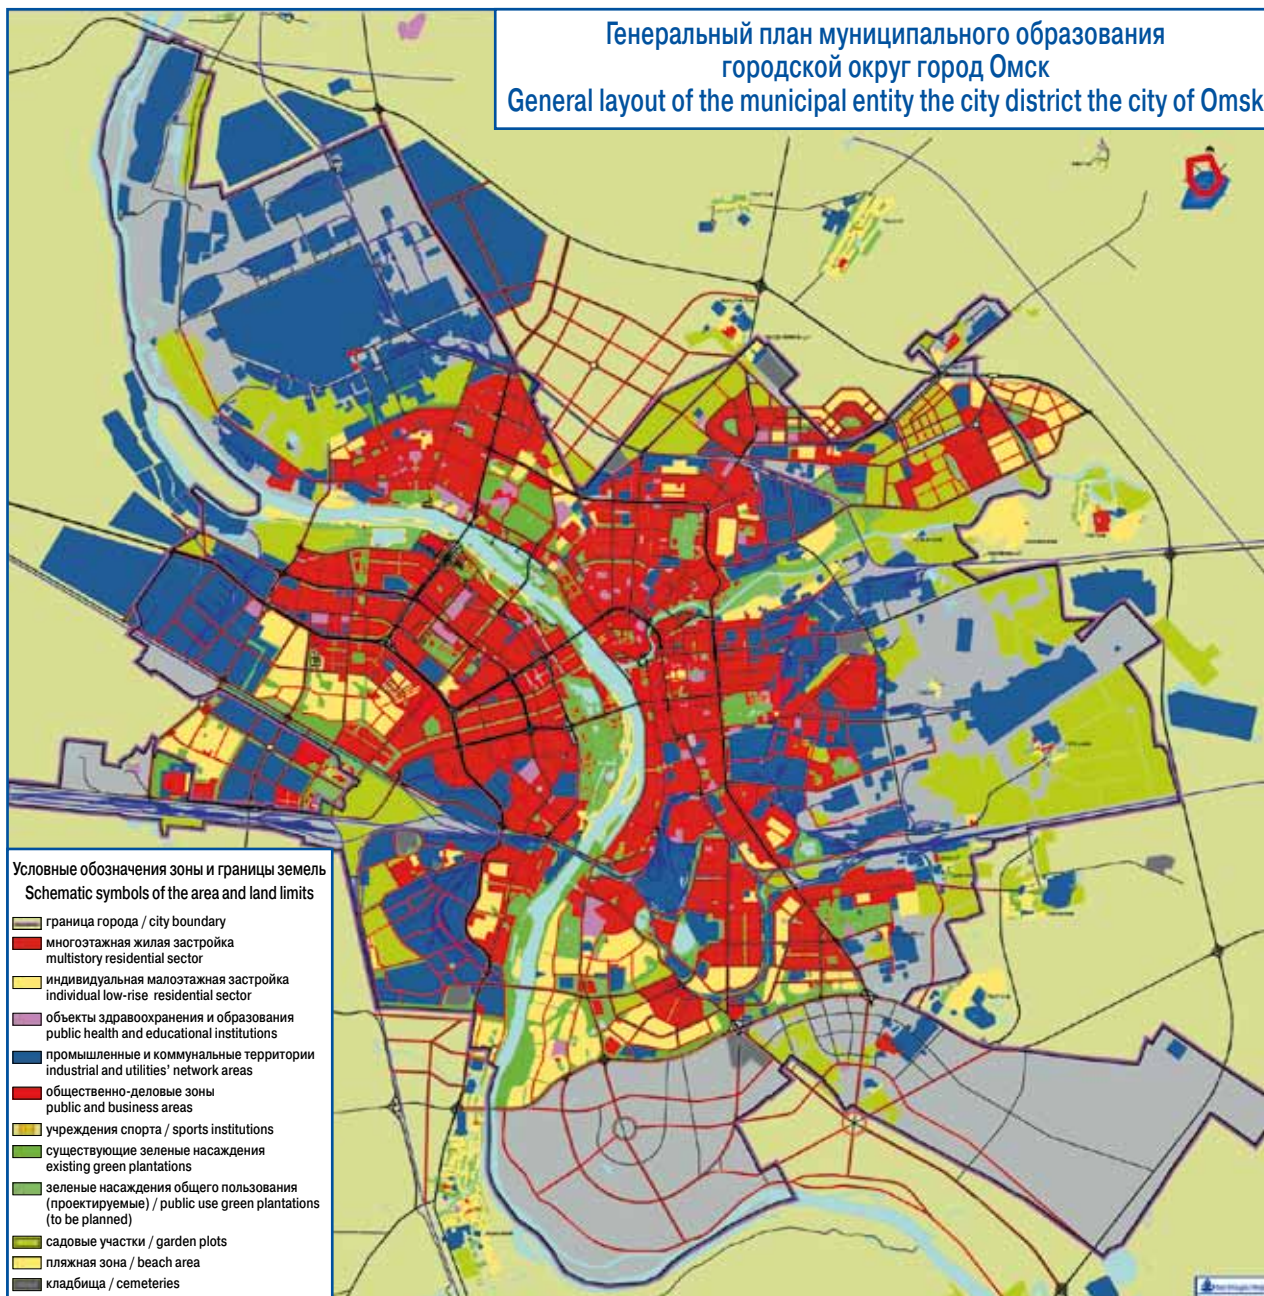 Генеральный план муниципального образования
городской округ город Омск
General layout of the municipal entity the city district the city of Omsk
Условные обозначения зоны и границы земель
Schematic symbols of the area and land limits
граница города / city boundary
многоэтажная жилая застройка
multistory residential sector
индивидуальная малоэтажная застройка
individual low-rise residential sector
объекты здравоохранения и образования
public health and educational institutions
промышленные и коммунальные территории
industrial and utilities' network areas
общественно-деловые зоны
public and business areas
учреждения спорта / sports institutions
существующие зеленые насаждения
existing green plantations
зеленые насаждения общего пользования
(проектируемые) / public use green plantations
(to be planned)
садовые участки / garden plots
пляжная зона / beach area
кладбища / cemeteries